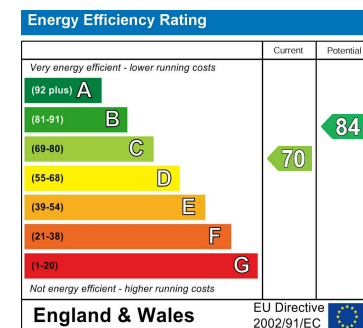 Energy Efficiency Rating
Current Potential
Very energy efficient - lower running costs
(92 plus) A
(81-91) B
(69-80) C
(55-68) D
(39-54) E
(21-38) F
(1-20) G
84
70
Not energy efficient - higher running costs
England & Wales
EU Directive
2002/91/EC